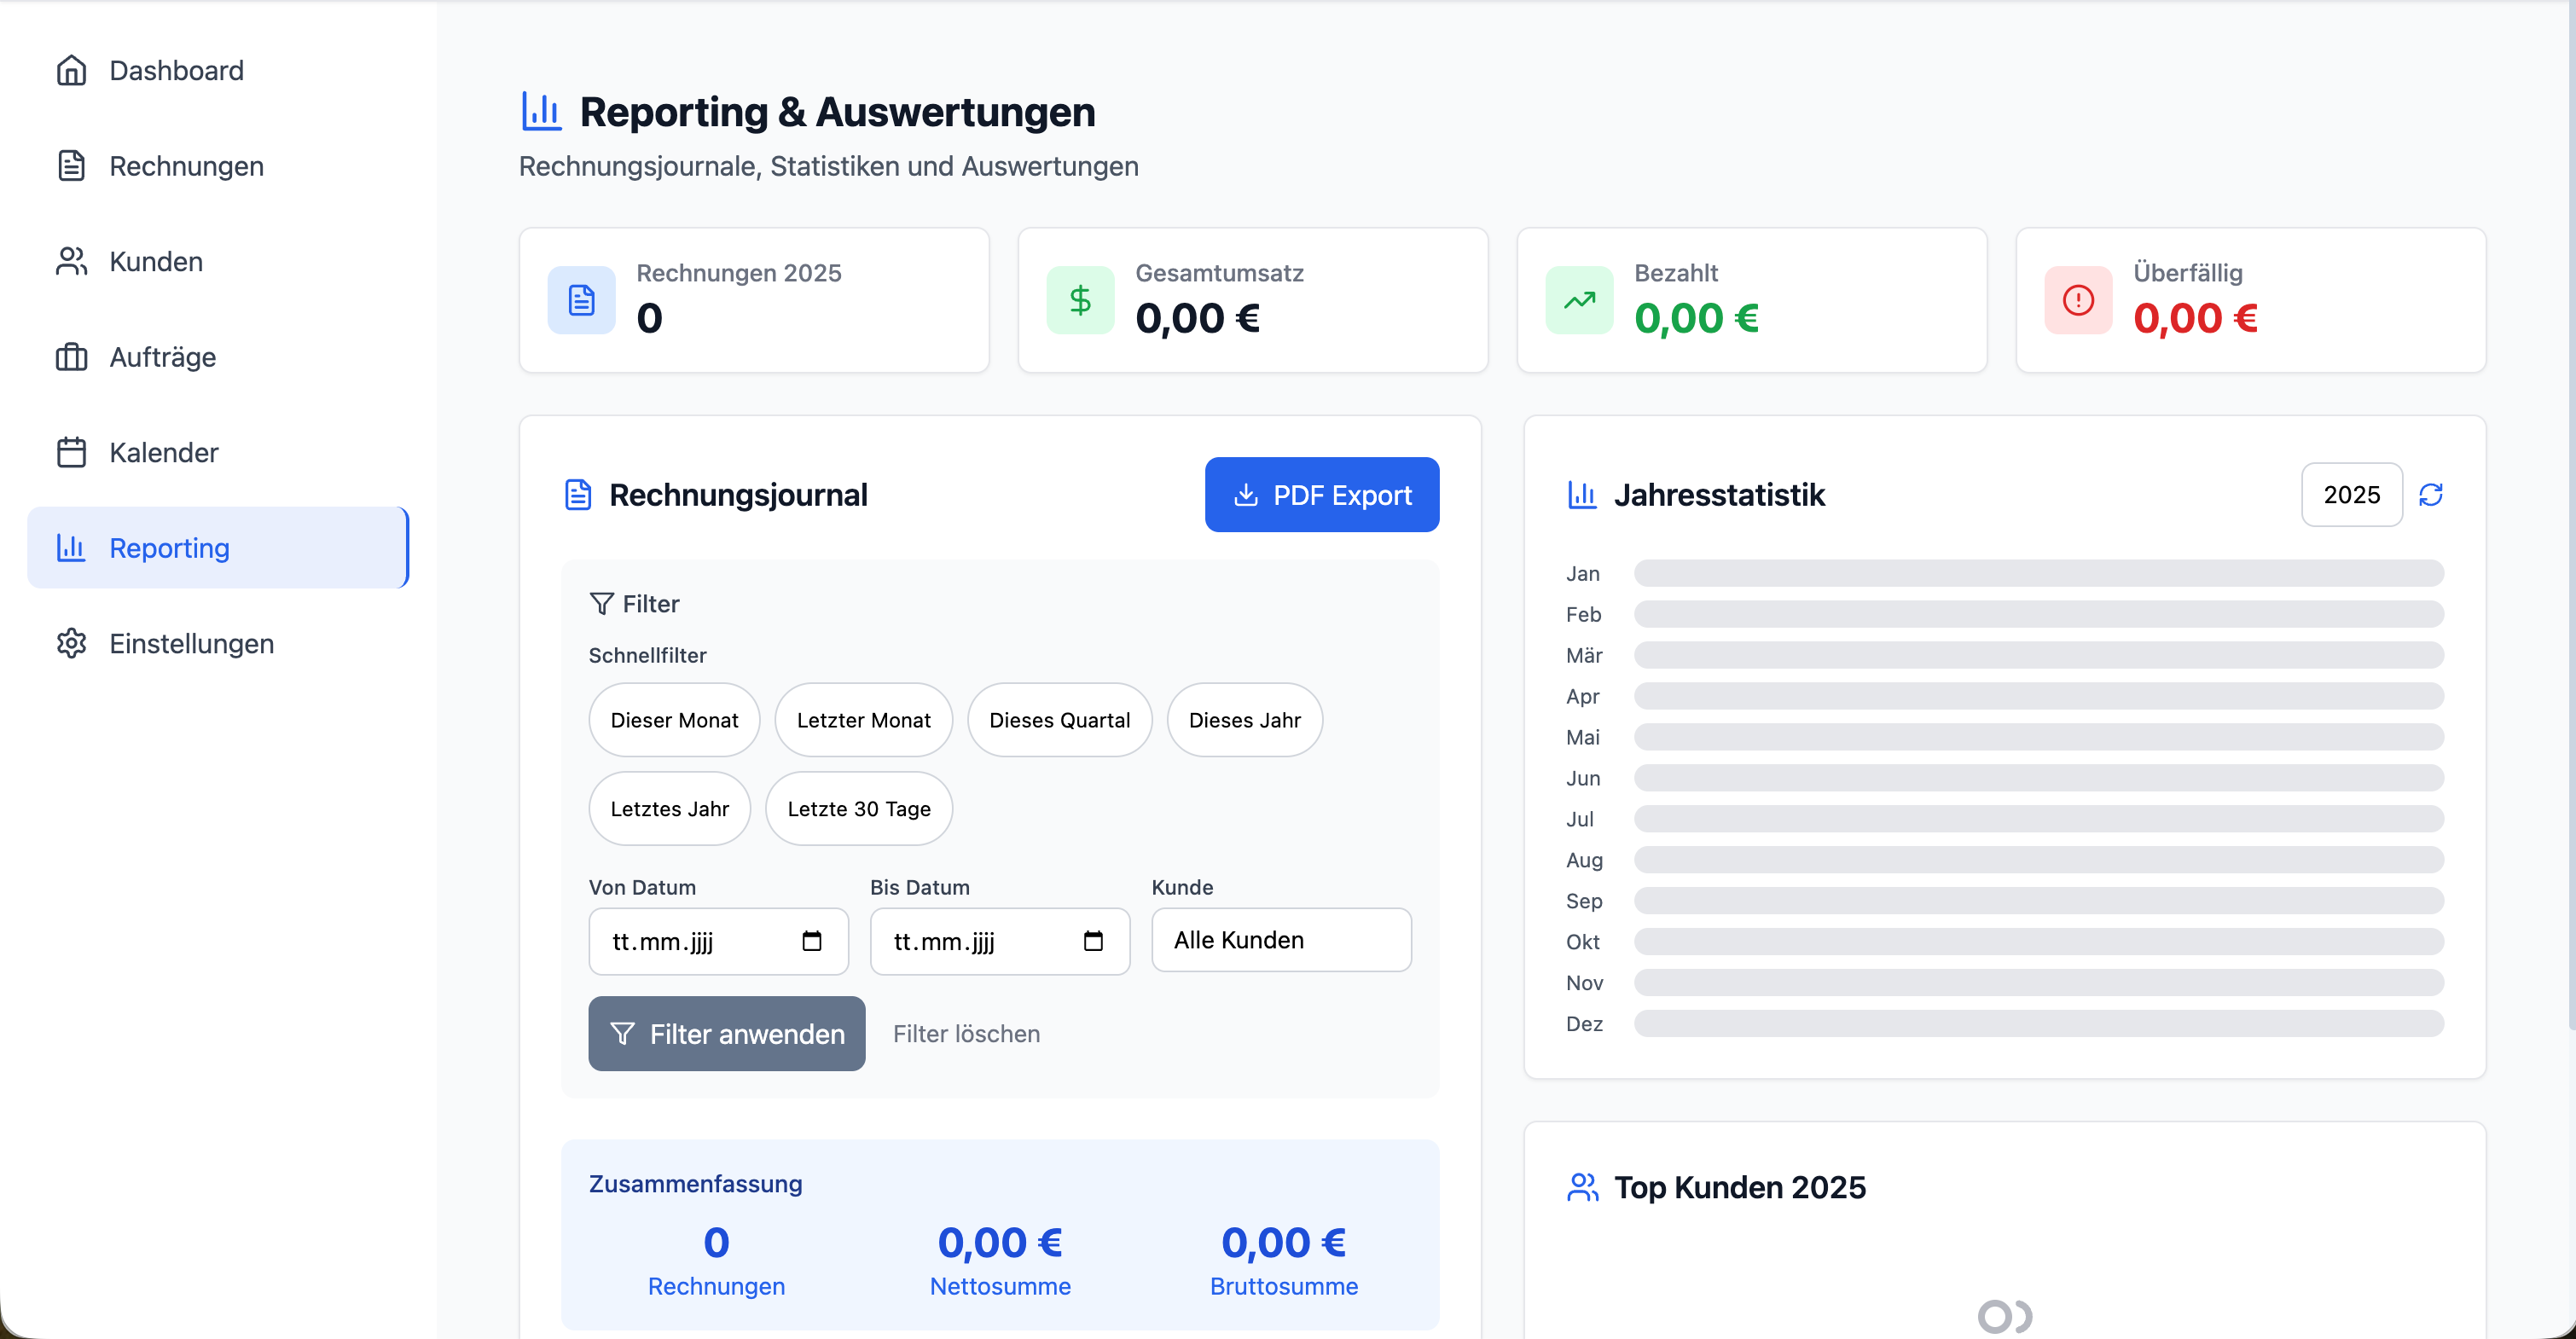 Dashboard
Rechnungen
Kunden
Aufträge
Kalender
Reporting
Einstellungen
Reporting & Auswertungen
Rechnungsjournale, Statistiken und Auswertungen
Rechnungen 2025
0
Gesamtumsatz
0,00 €
Bezahlt
0,00 €
Überfällig
0,00 €
Rechnungsjournal
PDF Export
Filter
Schnellfilter
Dieser Monat
Letzter Monat
Dieses Quartal
Dieses Jahr
Letztes Jahr
Letzte 30 Tage
Von Datum
Bis Datum
Kunde
tt.mm.jjjj
tt.mm.jjjj
Alle Kunden
Filter anwenden
Filter löschen
Zusammenfassung
0
0,00 €
0,00 €
Rechnungen
Nettosumme
Bruttosumme
Jahresstatistik
2025
Jan
Feb
Mär
Apr
Mai
Jun
Jul
Aug
Sep
Okt
Nov
Dez
Top Kunden 2025